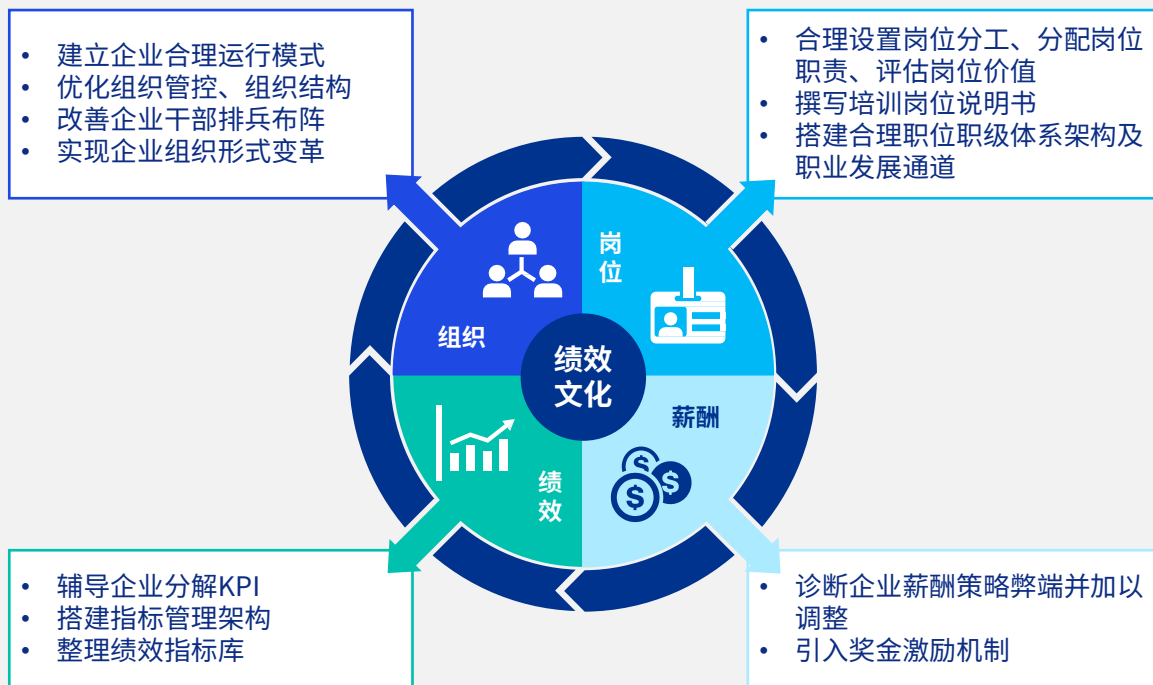 • 建立企业合理运行模式
• 优化组织管控、组织结构
• 改善企业干部排兵布阵
• 实现企业组织形式变革
• 合理设置岗位分工、分配岗位
职责、评估岗位价值
• 撰写培训岗位说明书
• 搭建合理职位职级体系架构及
职业发展通道
岗
位
组织
绩效
文化
薪酬
$
$
$
绩
效
• 辅导企业分解KPI
• 搭建指标管理架构
• 整理绩效指标库
• 诊断企业薪酬策略弊端并加以
调整
• 引入奖金激励机制